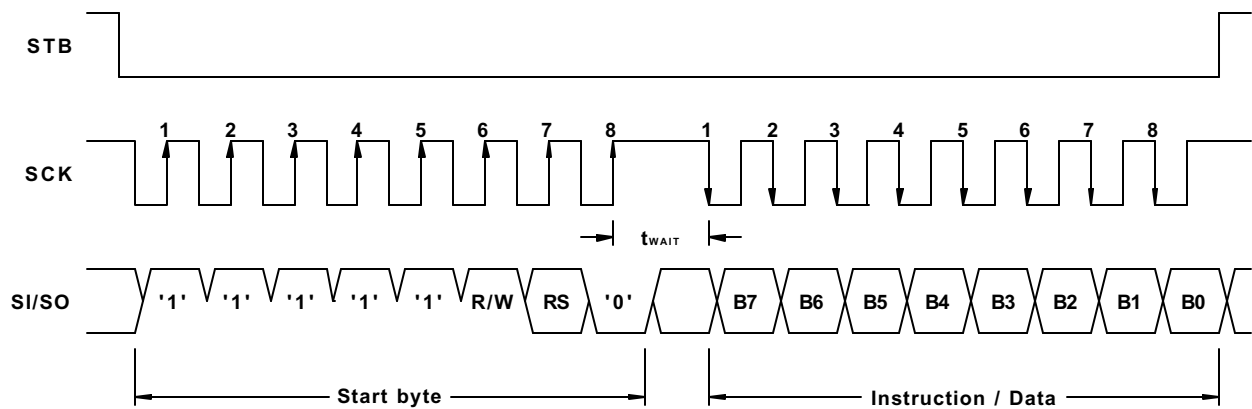 STB
1 2 3 4 5 6 7 8 1 2 3 4 5 6 7 8
SCK
tWAIT
SI/SO '1' '1' '1' '1' '1' R/W RS '0' B7 B6 B5 B4 B3 B2 B1 B0
Start byte Instruction / Data